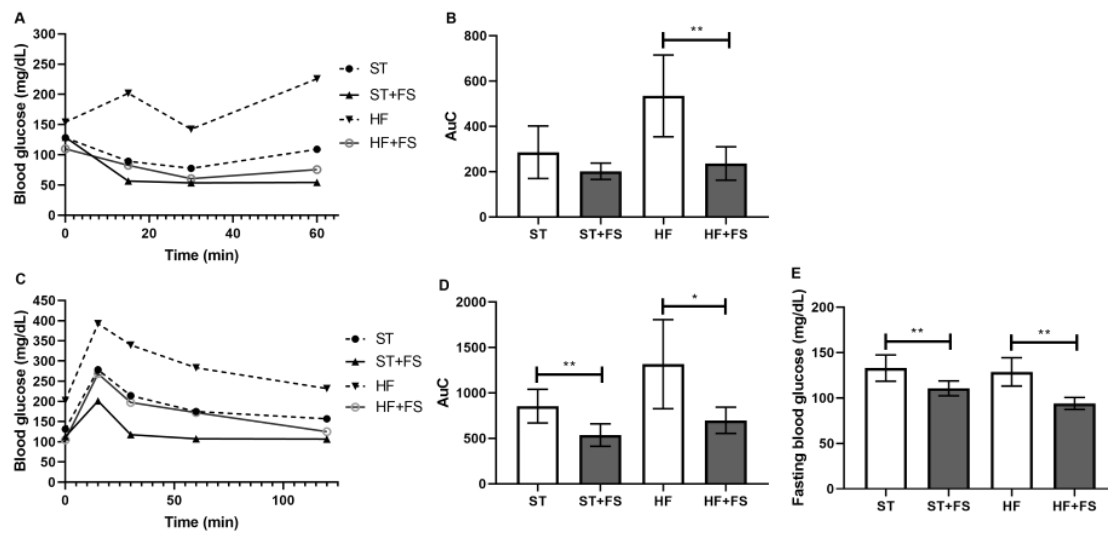 A
Blood glucose (mg/dL)
300
250
200
150
100
50
0
0
20
40
60
Time (min)
ST
ST+FS
HF
HF+FS
B
AuC
800
600
400
200
0
**
ST
ST+FS
HF
HF+FS
C
Blood glucose (mg/dL)
450
400
350
300
250
200
150
100
50
0
0
50
100
Time (min)
ST
ST+FS
HF
HF+FS
D
AuC
2000
1500
1000
500
0
**
*
ST
ST+FS
HF
HF+FS
E
Fasting blood glucose (mg/dL)
200
150
100
50
0
**
**
ST
ST+FS
HF
HF+FS